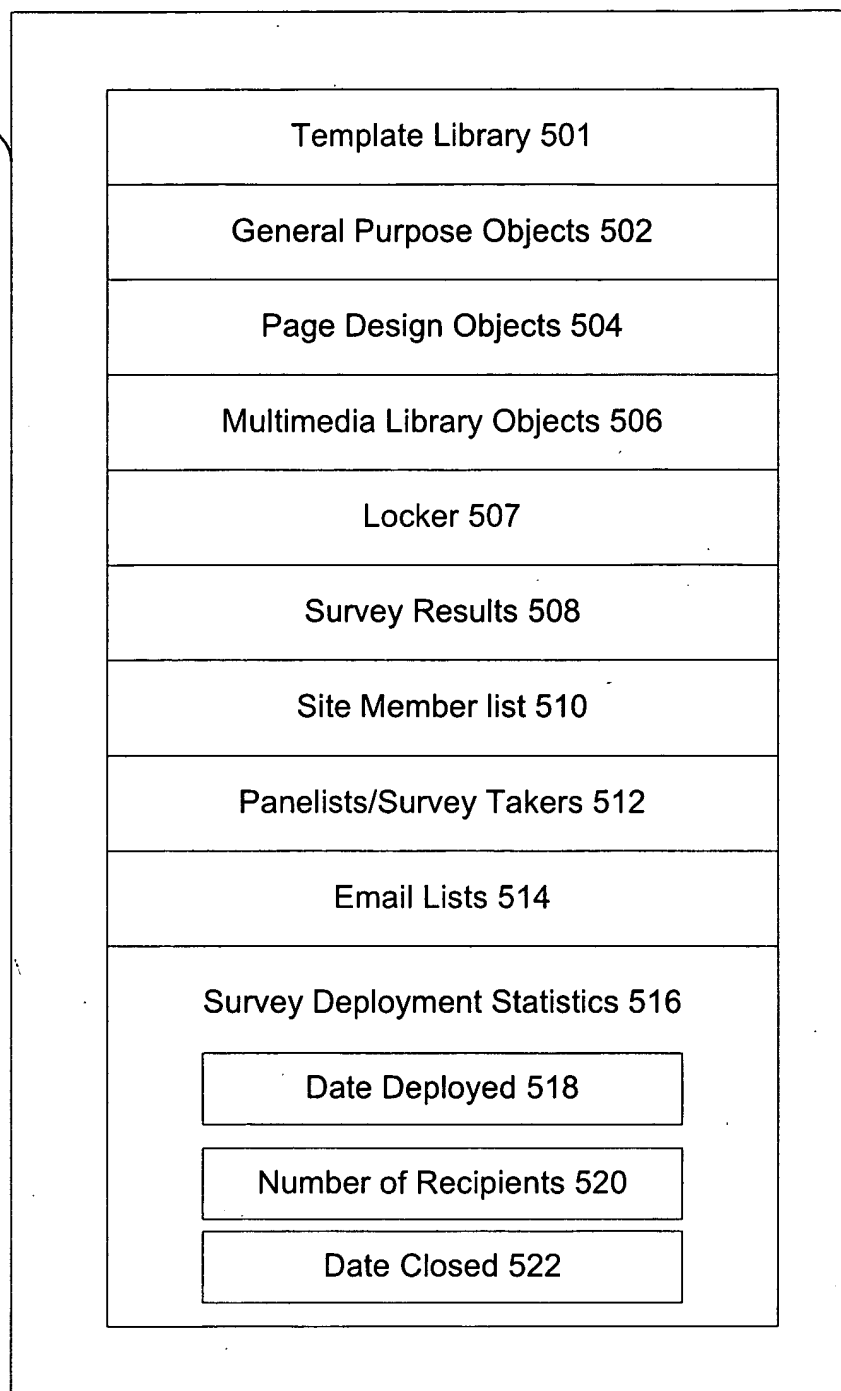 Template Library 501
General Purpose Objects 502
Page Design Objects 504
Multimedia Library Objects 506
Locker 507
Survey Results 508
Site Member list 510
Panelists/Survey Takers 512
Email Lists 514
Survey Deployment Statistics 516
Date Deployed 518
Number of Recipients 520
Date Closed 522